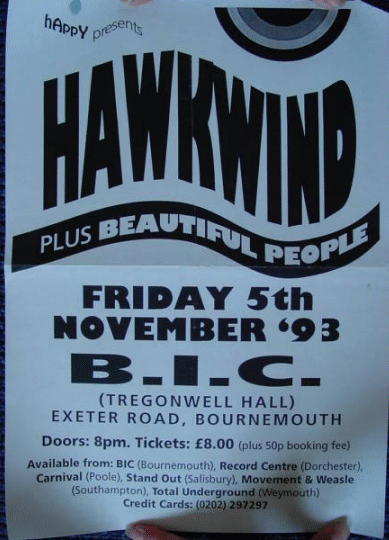 hAPPY presents
HAWKWIND
PLUS BEAUTIFUL PEOPLE
FRIDAY 5th
NOVEMBER ‘93
B.I.C.
(TREGONWELL HALL)
EXETER ROAD, BOURNEMOUTH
Doors: 8pm. Tickets: £8.00 (plus 50p booking fee)
Available from: BIC (Bournemouth), Record Centre (Dorchester),
Carnival (Poole), Stand Out (Salisbury), Movement & Weasle
(Southampton), Total Underground (Weymouth)
Credit Cards: (0202) 297297